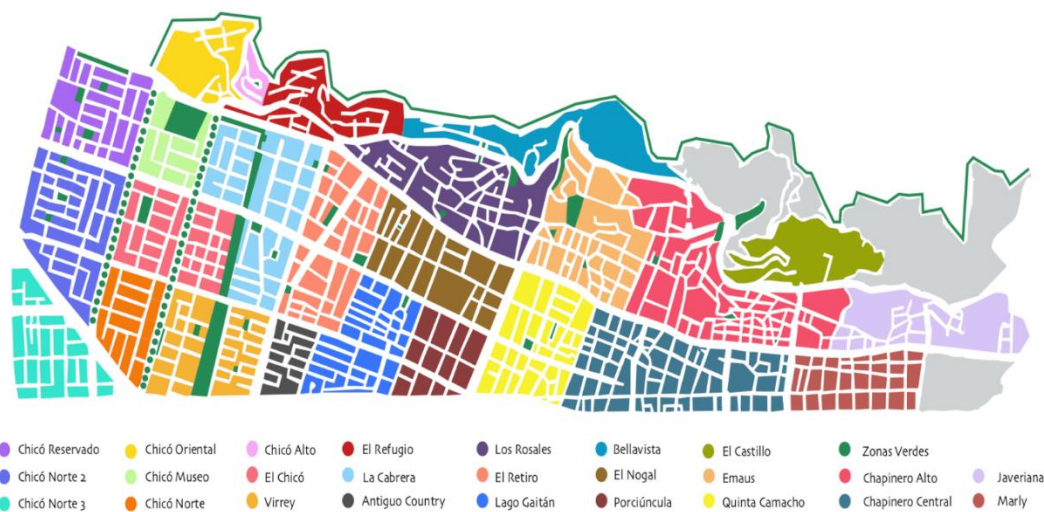 Chicó Reservado
Chicó Oriental
Chicó Alto
El Refugio
Los Rosales
Bellavista
El Castillo
Zonas Verdes
Chicó Norte 2
Chicó Museo
El Chicó
La Cabrera
El Retiro
El Nogal
Emaus
Chapinero Alto
Javeriana
Chicó Norte 3
Chicó Norte
Virrey
Antiguo Country
Lago Gaitán
Porciúncula
Quinta Camacho
Chapinero Central
Marly